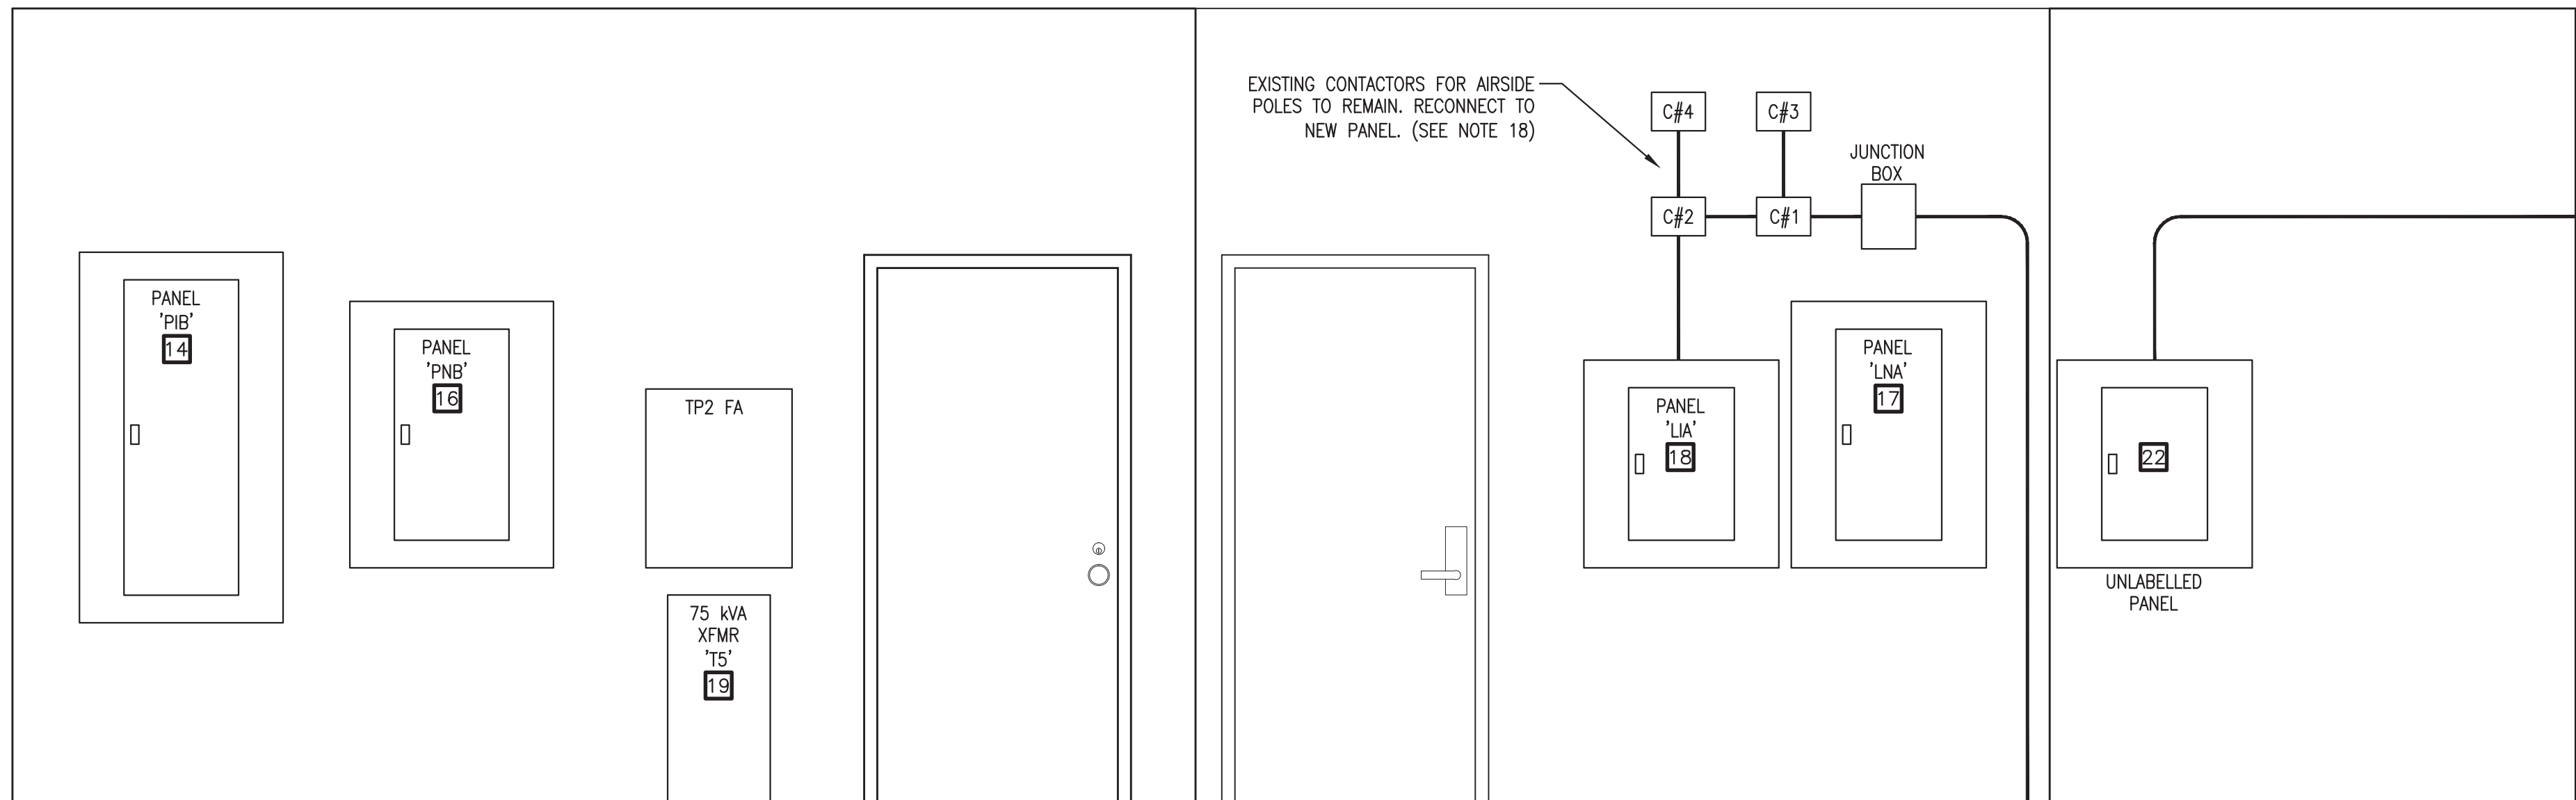 PANEL
'PIB'
14
PANEL
'PNB'
16
TP2 FA
75 kVA
XFMR
'T5'
19
EXISTING CONTACTORS FOR AIRSIDE
POLES TO REMAIN. RECONNECT TO
NEW PANEL. (SEE NOTE 18)
C#4
C#3
C#2
C#1
JUNCTION
BOX
PANEL
'LIA'
18
PANEL
'LNA'
17
22
UNLABELLED
PANEL